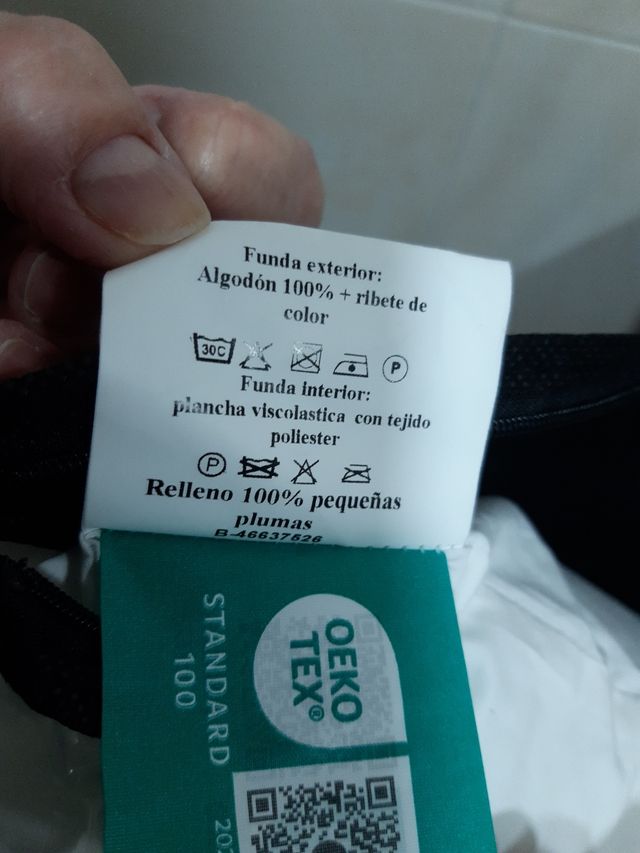 Funda exterior:
Algodón 100% + ribete de
color
30C
P
Funda interior:
plancha viscolastica con tejido
poliester
P
Relleno 100% pequeñas
plumas
B-46637526
OEKO
TEX®
STANDARD
100